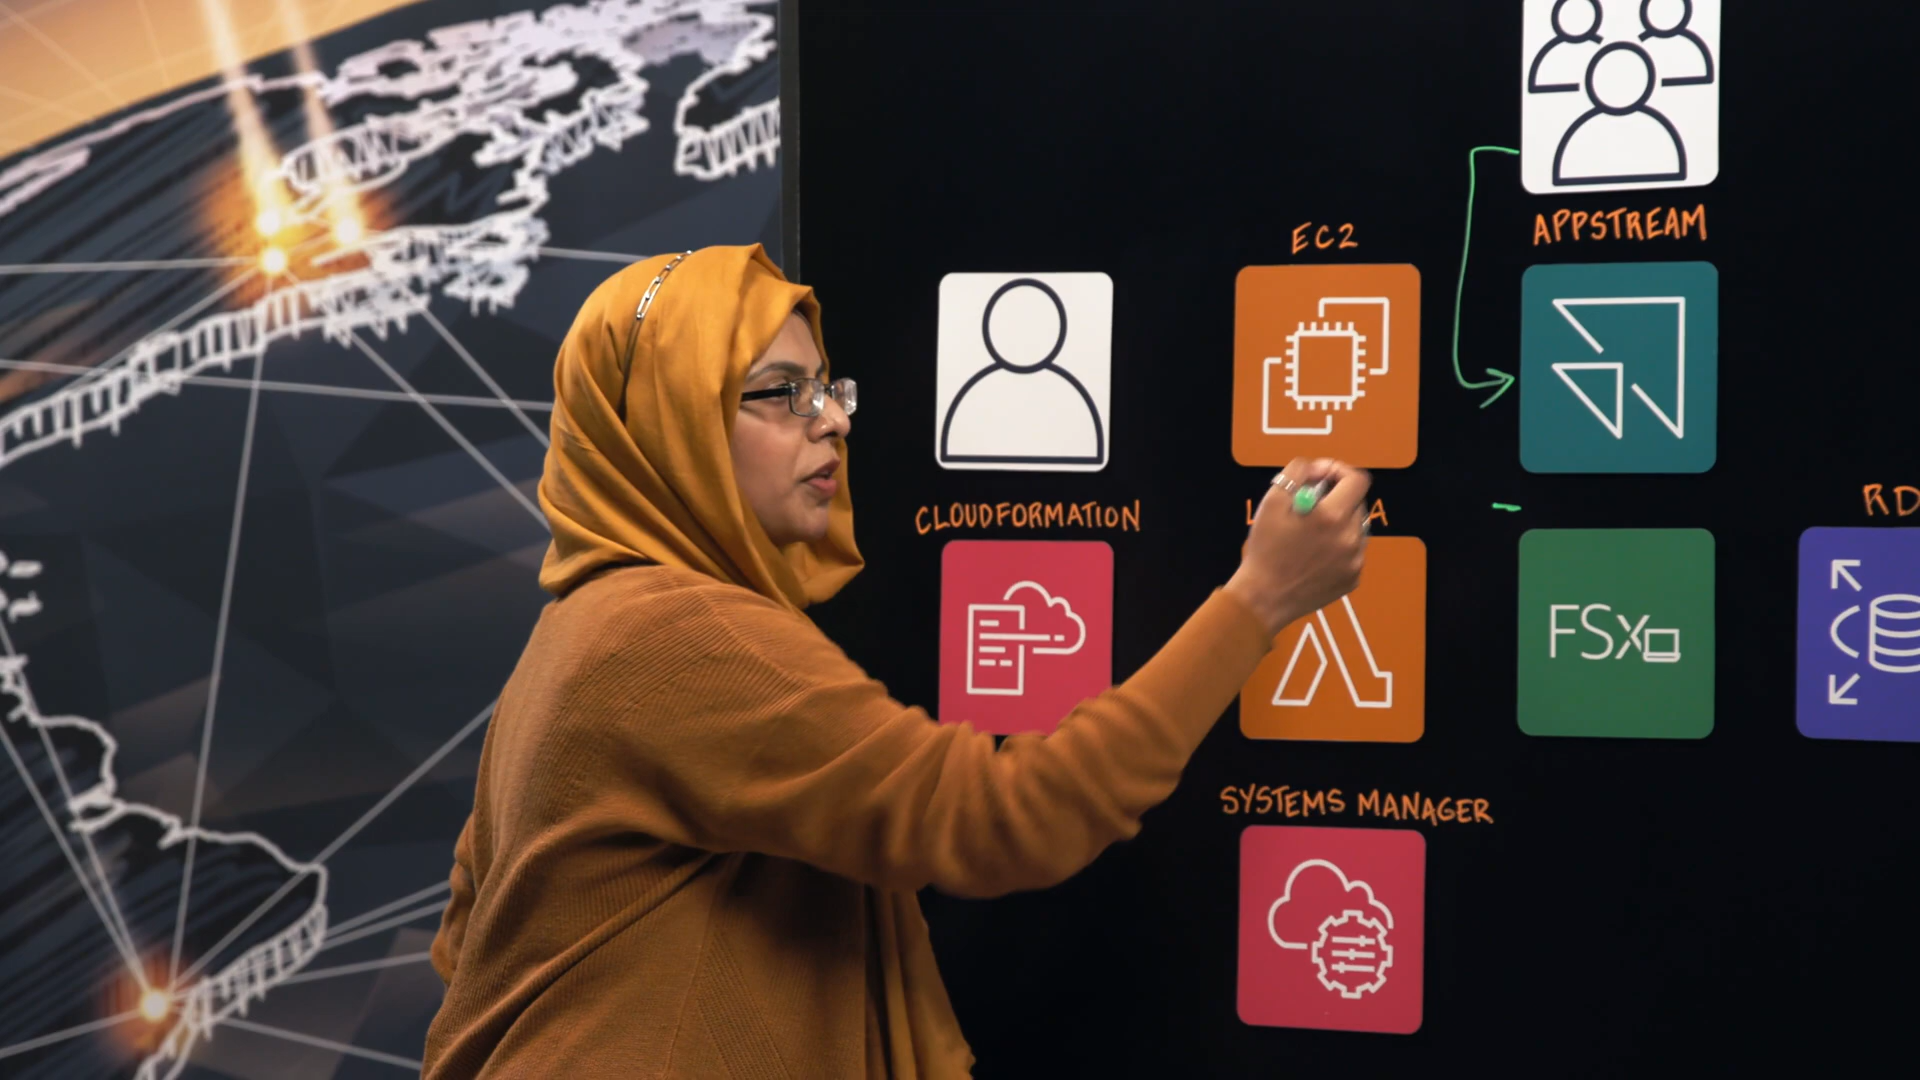 APPSTREAM
EC2
CLOUDFORMATION
RD
FSx
SYSTEMS MANAGER